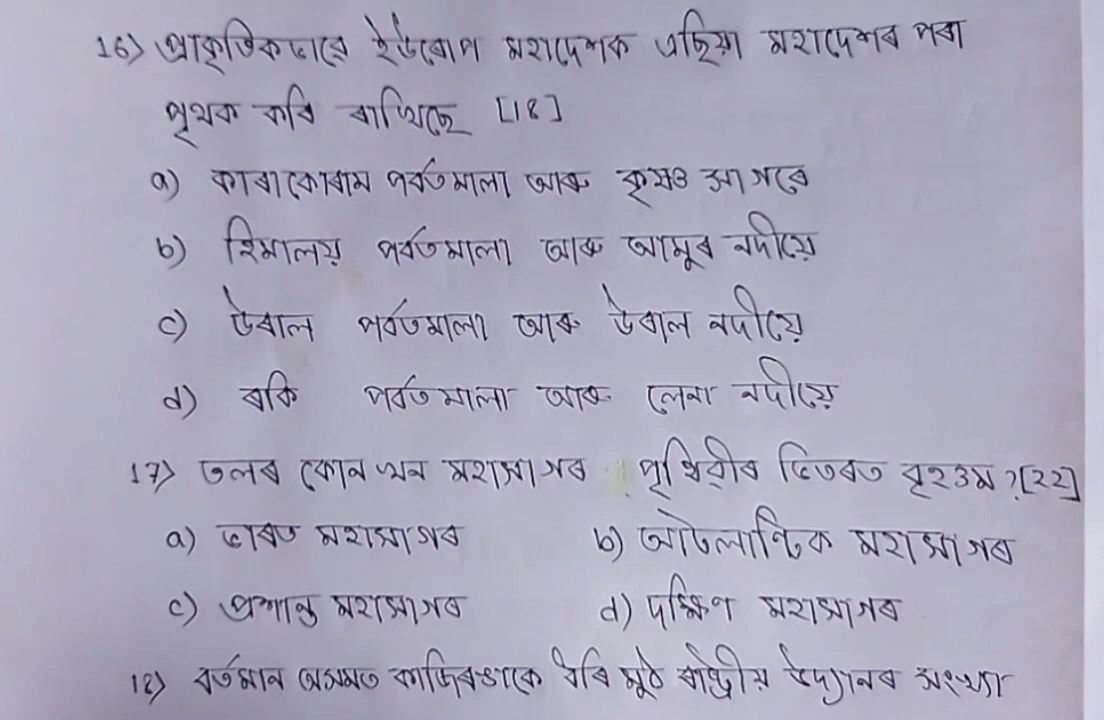 16) প্ৰাকৃতিকভাৱে ইউৰোপ মহাদেশক এছিয়া মহাদেশৰ পৰা
পৃথক কৰি ৰাখিছে [18]
a) কাৰাকোৰাম পৰ্বতমালা আৰু কৃষ্ণ সাগৰে
b) হিমালয় পৰ্বতমালা আৰু আমুৰ নদীয়ে
c) উৰাল পৰ্বতমালা আৰু উৰাল নদীয়ে
d) ৰকি পৰ্বতমালা আৰু লেনা নদীয়ে
17) তলৰ কোন খন মহাসাগৰ পৃথিৱীৰ ভিতৰত বৃহত্তম ?[22]
a) ভাৰত মহাসাগৰ b) আটলাণ্টিক মহাসাগৰ
c) প্ৰশান্ত মহাসাগৰ d) দক্ষিণ মহাসাগৰ
18) বৰ্তমান অসমত কাজিৰঙাকে ধৰি মুঠ ৰাষ্ট্ৰীয় উদ্যানৰ সংখ্যা